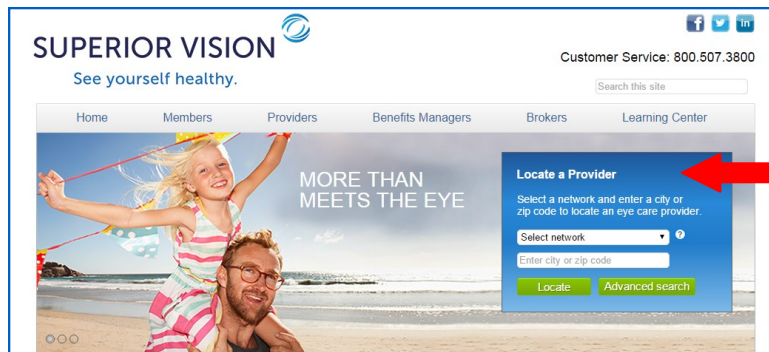 SUPERIOR VISION
See yourself healthy.
Customer Service: 800.507.3800
Search this site
Home Members Providers Benefits Managers Brokers Learning Center
MORE THAN
MEETS THE EYE
Locate a Provider
Select a network and enter a city or
zip code to locate an eye care provider.
Select network
?
Enter city or zip code
Locate Advanced search
f
in